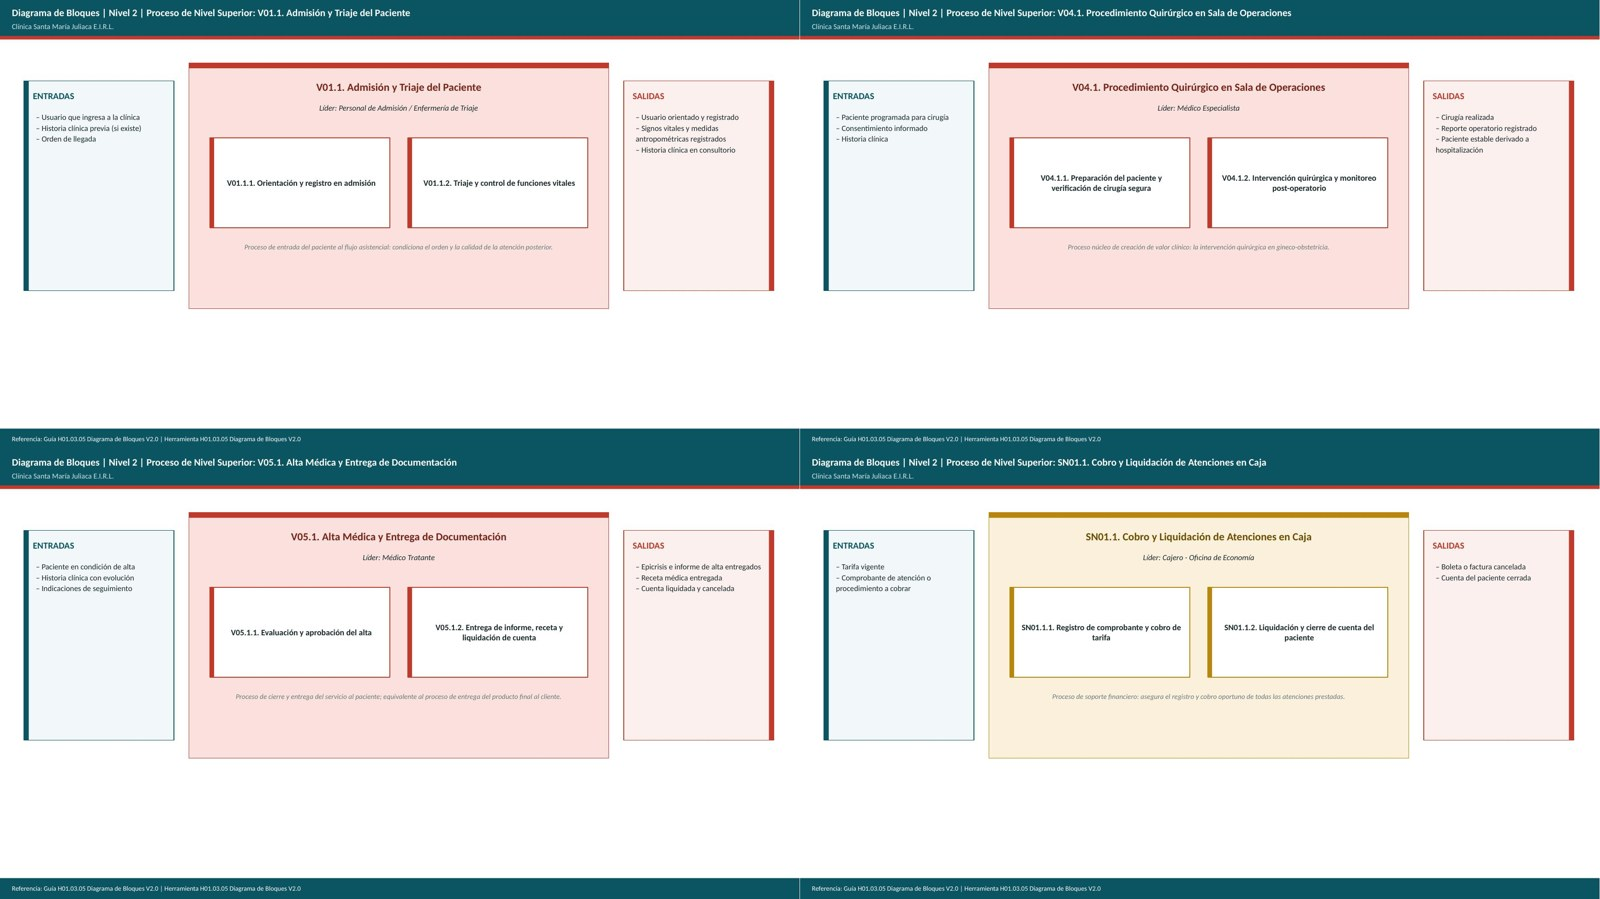 Diagrama de Bloques | Nivel 2 | Proceso de Nivel Superior: V01.1. Admisión y Triaje del Paciente
Clínica Santa María Juliaca E.I.R.L.
ENTRADAS
– Usuario que ingresa a la clínica
– Historia clínica previa (si existe)
– Orden de llegada
V01.1. Admisión y Triaje del Paciente
Líder: Personal de Admisión / Enfermería de Triaje
V01.1.1. Orientación y registro en admisión
V01.1.2. Triaje y control de funciones vitales
Proceso de entrada del paciente al flujo asistencial: condiciona el orden y la calidad de la atención posterior.
SALIDAS
– Usuario orientado y registrado
– Signos vitales y medidas
antropométricas registrados
– Historia clínica en consultorio
Referencia: Guía H01.03.05 Diagrama de Bloques V2.0 | Herramienta H01.03.05 Diagrama de Bloques V2.0
Diagrama de Bloques | Nivel 2 | Proceso de Nivel Superior: V04.1. Procedimiento Quirúrgico en Sala de Operaciones
Clínica Santa María Juliaca E.I.R.L.
ENTRADAS
– Paciente programada para cirugía
– Consentimiento informado
– Historia clínica
V04.1. Procedimiento Quirúrgico en Sala de Operaciones
Líder: Médico Especialista
V04.1.1. Preparación del paciente y
verificación de cirugía segura
V04.1.2. Intervención quirúrgica y monitoreo
post-operatorio
Proceso núcleo de creación de valor clínico: la intervención quirúrgica en gineco-obstetricia.
SALIDAS
– Cirugía realizada
– Reporte operatorio registrado
– Paciente estable derivado a
hospitalización
Referencia: Guía H01.03.05 Diagrama de Bloques V2.0 | Herramienta H01.03.05 Diagrama de Bloques V2.0
Diagrama de Bloques | Nivel 2 | Proceso de Nivel Superior: V05.1. Alta Médica y Entrega de Documentación
Clínica Santa María Juliaca E.I.R.L.
ENTRADAS
– Paciente en condición de alta
– Historia clínica con evolución
– Indicaciones de seguimiento
V05.1. Alta Médica y Entrega de Documentación
Líder: Médico Tratante
V05.1.1. Evaluación y aprobación del alta
V05.1.2. Entrega de informe, receta y
liquidación de cuenta
Proceso de cierre y entrega del servicio al paciente; equivalente al proceso de entrega del producto final al cliente.
SALIDAS
– Epicrisis e informe de alta entregados
– Receta médica entregada
– Cuenta liquidada y cancelada
Referencia: Guía H01.03.05 Diagrama de Bloques V2.0 | Herramienta H01.03.05 Diagrama de Bloques V2.0
Diagrama de Bloques | Nivel 2 | Proceso de Nivel Superior: SN01.1. Cobro y Liquidación de Atenciones en Caja
Clínica Santa María Juliaca E.I.R.L.
ENTRADAS
– Tarifa vigente
– Comprobante de atención o
procedimiento a cobrar
SN01.1. Cobro y Liquidación de Atenciones en Caja
Líder: Cajero - Oficina de Economía
SN01.1.1. Registro de comprobante y cobro de
tarifa
SN01.1.2. Liquidación y cierre de cuenta del
paciente
Proceso de soporte financiero: asegura el registro y cobro oportuno de todas las atenciones prestadas.
SALIDAS
– Boleta o factura cancelada
– Cuenta del paciente cerrada
Referencia: Guía H01.03.05 Diagrama de Bloques V2.0 | Herramienta H01.03.05 Diagrama de Bloques V2.0